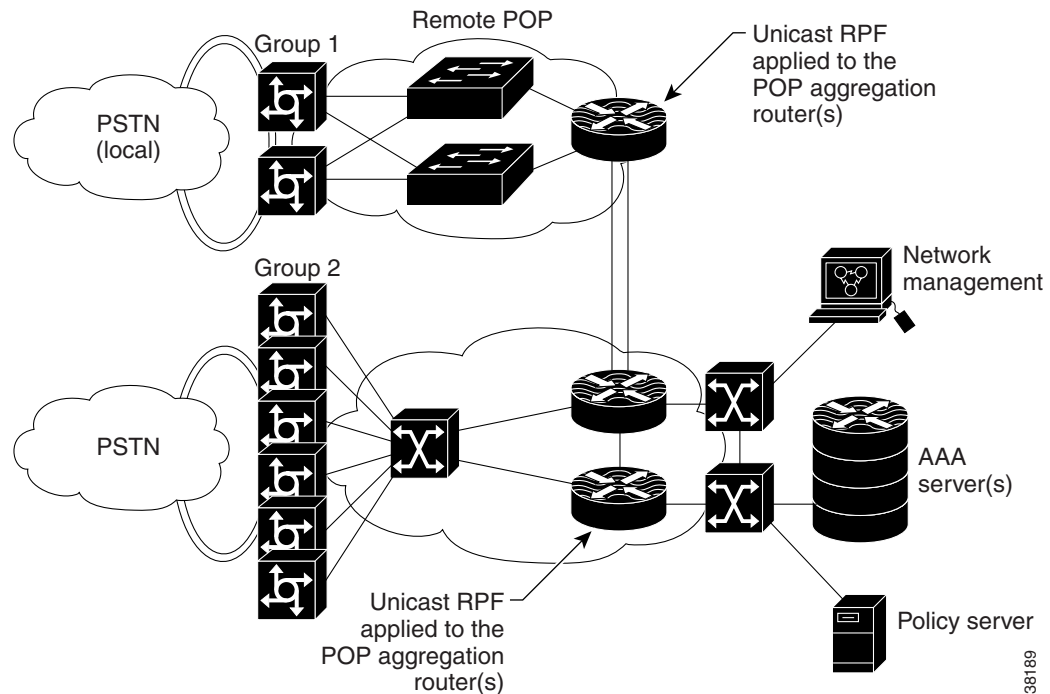 Remote POP
Group 1
Unicast RPF
applied to the
POP aggregation
router(s)
PSTN
(local)
Group 2
Network
management
PSTN
AAA
server(s)
Unicast RPF
applied to the
POP aggregation
router(s)
Policy server
38189